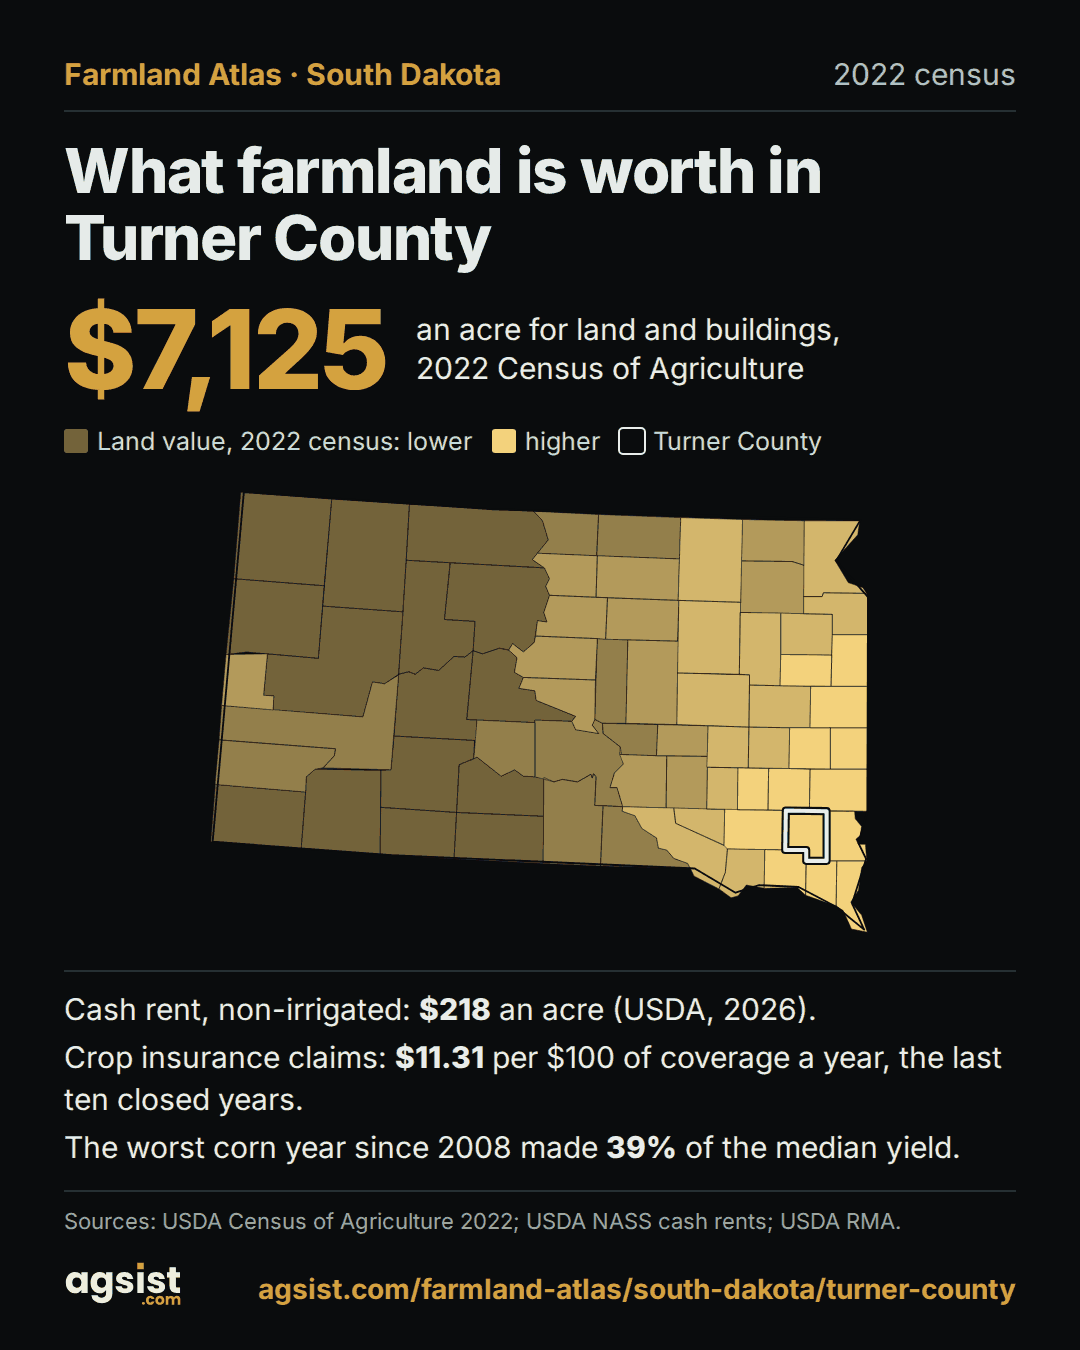 Farmland Atlas · South Dakota
2022 census
What farmland is worth in
Turner County
$7,125
an acre for land and buildings,
2022 Census of Agriculture
Land value, 2022 census: lower
higher
Turner County
Cash rent, non-irrigated: $218 an acre (USDA, 2026).
Crop insurance claims: $11.31 per $100 of coverage a year, the last
ten closed years.
The worst corn year since 2008 made 39% of the median yield.
Sources: USDA Census of Agriculture 2022; USDA NASS cash rents; USDA RMA.
agsist
.com
agsist.com/farmland-atlas/south-dakota/turner-county